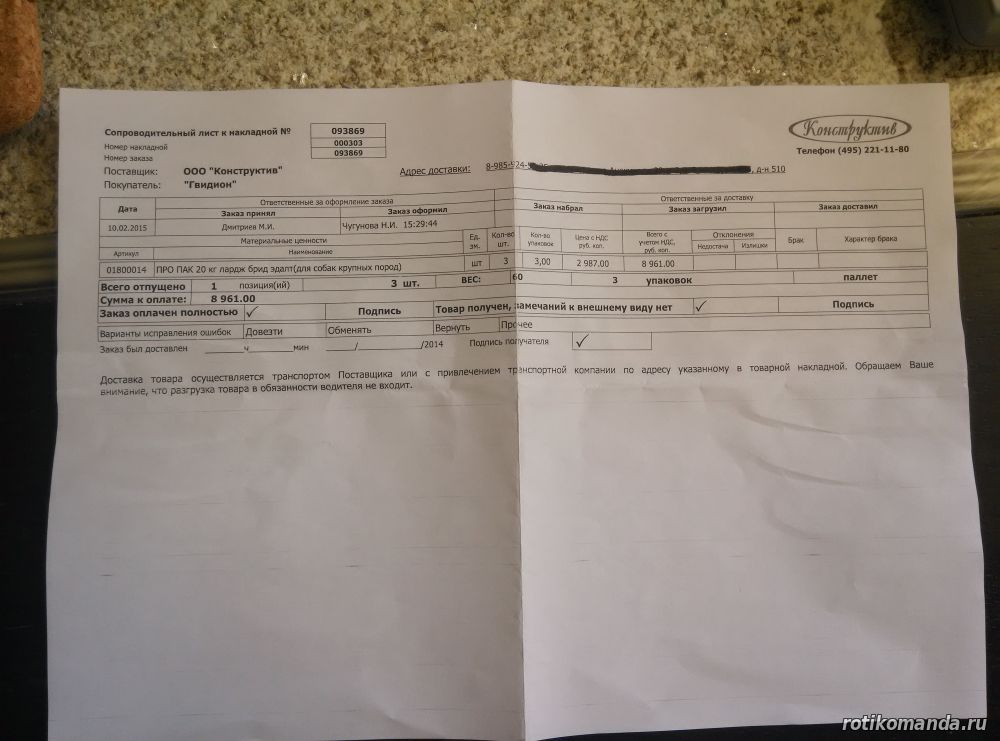 Сопроводительный лист к накладной № 093869
Номер накладной 000303
Номер заказа 093869
Конструктив
Телефон (495) 221-11-80
Поставщик: ООО "Конструктив"
Покупатель: "Гвидион"
Адрес доставки: 8-985-924- , д-н 510
Дата Ответственные за оформление заказа Ответственные за доставку
Заказ принял Заказ оформил Заказ набрал Заказ загрузил Заказ доставил
10.02.2015 Дмитриев М.И. Чугунова Н.И. 15:29:44
Материальные ценности Ед. эм. Кол-во шт. Кол-во упаковок Цена с НДС руб. коп. Всего с учетом НДС, руб. коп. Отклонения Брак Характер брака
Артикул Наименование Недостача Излишки
01800014 ПРО ПАК 20 кг лардж брид эдалт(для собак крупных пород) шт 3 3,00 2 987.00 8 961.00
Всего отпущено 1 позиция(ий) 3 шт. ВЕС: 60 3 упаковок паллет
Сумма к оплате: 8 961.00
Заказ оплачен полностью ✓ Подпись Товар получен, замечаний к внешнему виду нет ✓ Подпись
Варианты исправления ошибок Довезти Обменять Вернуть Прочее
Заказ был доставлен ______ч______мин _____/_________/2014 Подпись получателя ✓
Доставка товара осуществляется транспортом Поставщика или с привлечением транспортной компании по адресу указанному в товарной накладной. Обращаем Ваше
внимание, что разгрузка товара в обязанности водителя не входит.
rotikomanda.ru